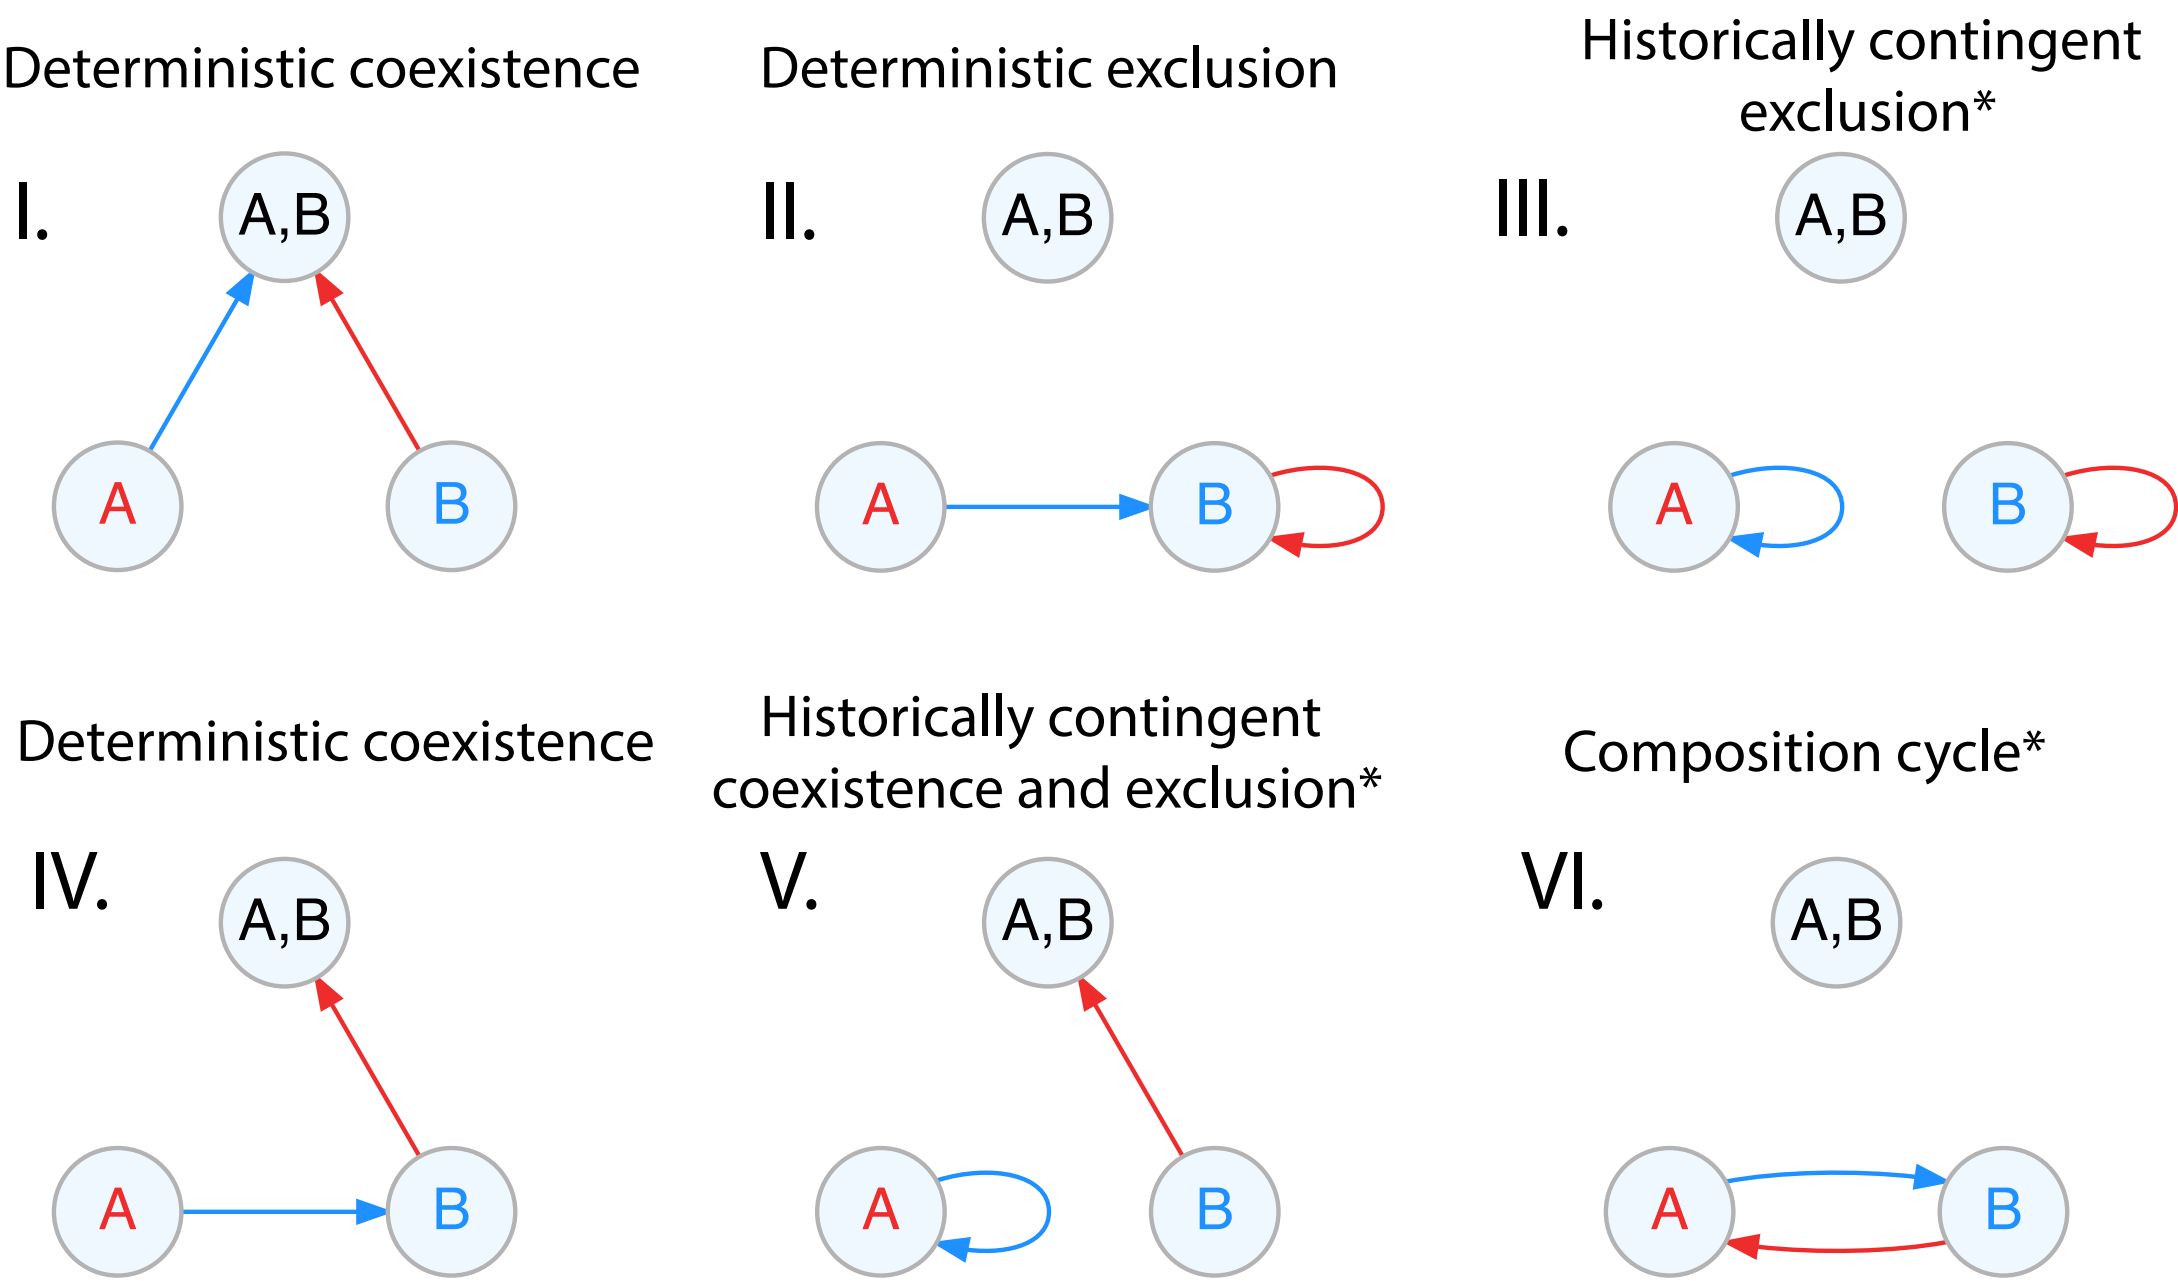 Deterministic coexistence
I.
A,B
A
B
Deterministic exclusion
II.
A,B
A
B
Historically contingent
exclusion*
III.
A,B
A
B
Deterministic coexistence
IV.
A,B
A
B
Historically contingent
coexistence and exclusion*
V.
A,B
A
B
Composition cycle*
VI.
A,B
A
B